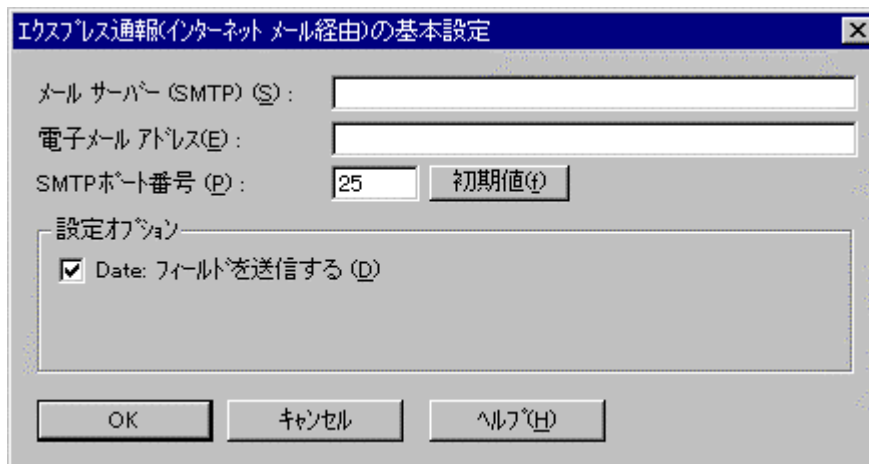 ｴｸｽﾌﾟﾚｽ通報(ｲﾝﾀｰﾈｯﾄ ﾒｰﾙ経由)の基本設定
ﾒｰﾙ ｻｰﾊﾞｰ (SMTP) (S) :
電子ﾒｰﾙ ｱﾄﾞﾚｽ(E) :
SMTPﾎﾟｰﾄ番号 (P) : 25 初期値(f)
設定ｵﾌﾟｼｮﾝ
Date: ﾌｨｰﾙﾄﾞを送信する (D)
OK ｷｬﾝｾﾙ ﾍﾙﾌﾟ(H)